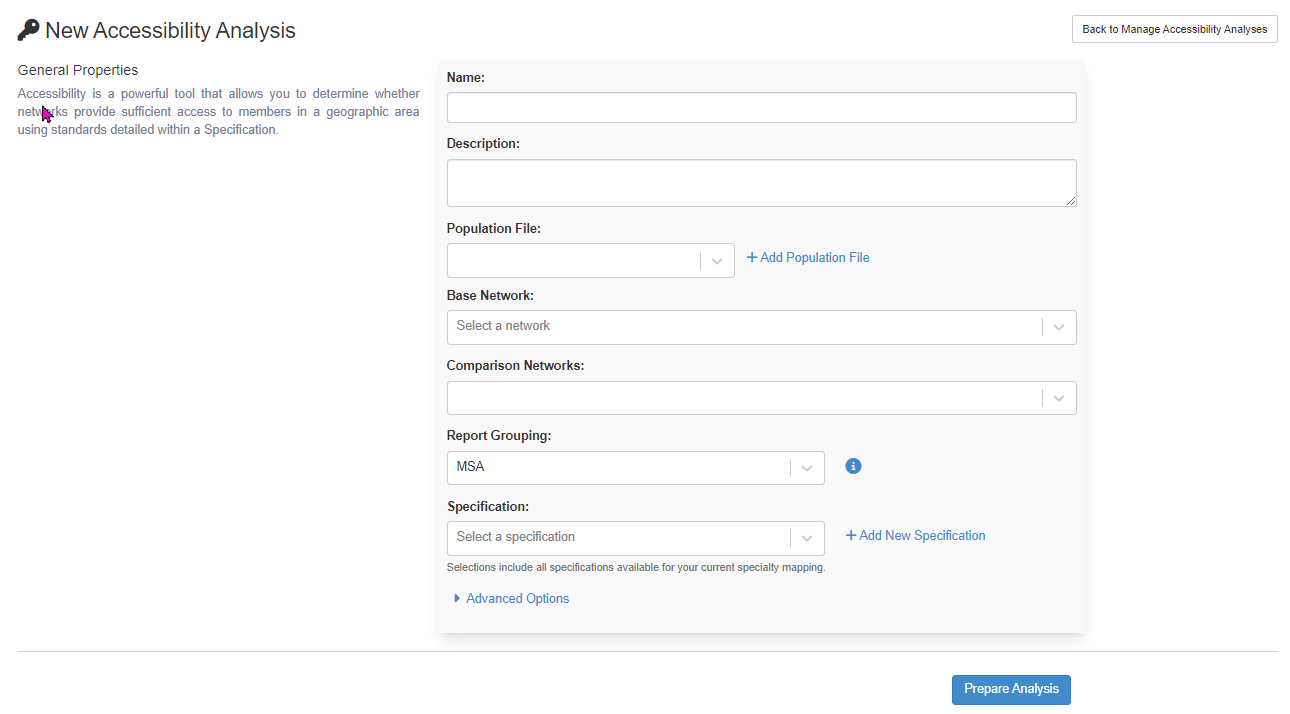 New Accessibility Analysis
Back to Manage Accessibility Analyses
General Properties
Accessibility is a powerful tool that allows you to determine whether
networks provide sufficient access to members in a geographic area
using standards detailed within a Specification.
Name:
Description:
Population File:
+ Add Population File
Base Network:
Select a network
Comparison Networks:
Report Grouping:
MSA
Specification:
Select a specification
+ Add New Specification
Selections include all specifications available for your current specialty mapping.
Advanced Options
Prepare Analysis